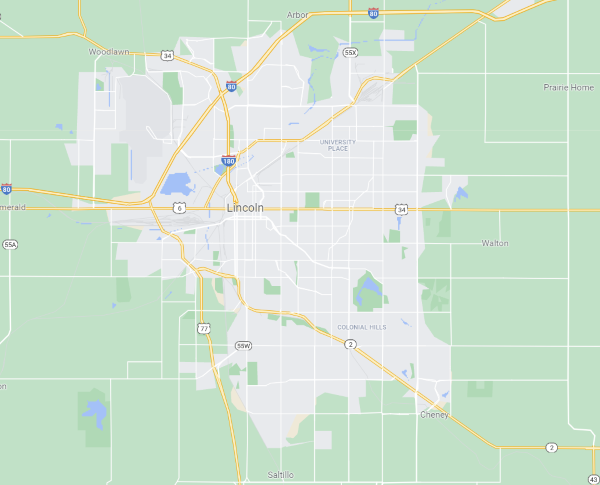 Arbor
80
Woodlawn
34
55X
80
Prairie Home
UNIVERSITY
PLACE
180
80
merald
6
Lincoln
34
55A
Walton
77
COLONIAL HILLS
55W
2
on
Cheney
2
Saltillo
43